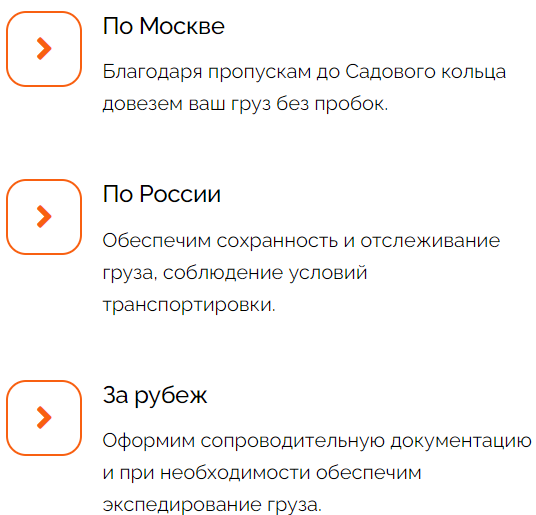 По Москве
Благодаря пропускам до Садового кольца
довезем ваш груз без пробок.
По России
Обеспечим сохранность и отслеживание
груза, соблюдение условий
транспортировки.
За рубеж
Оформим сопроводительную документацию
и при необходимости обеспечим
экспедирование груза.